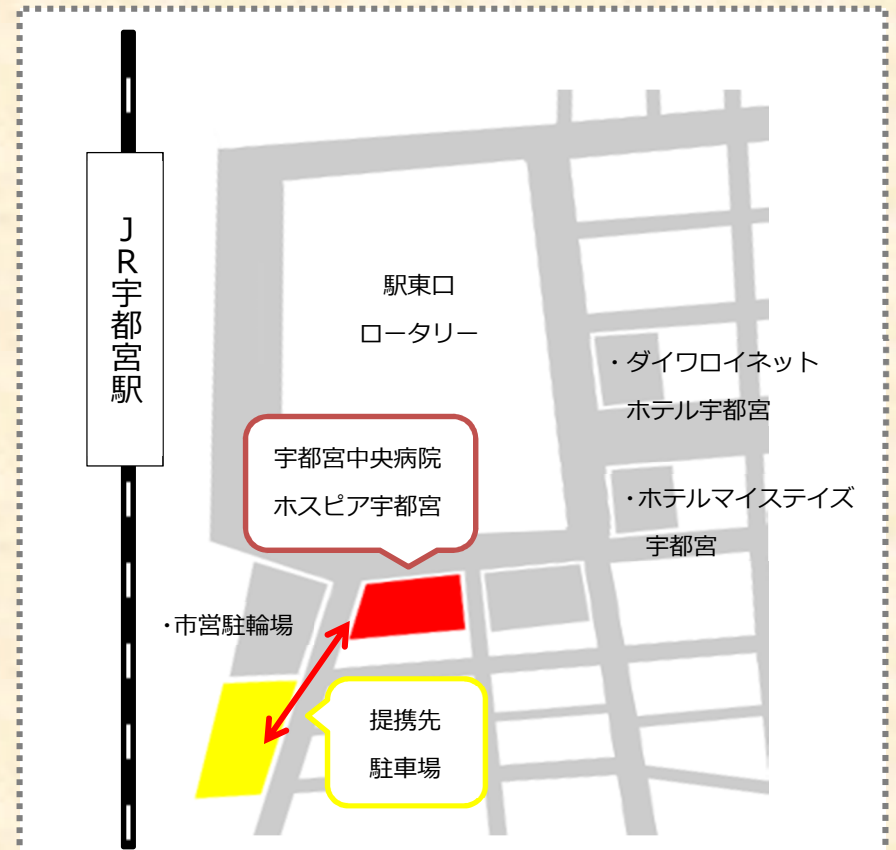 JR宇都宮駅
駅東口
ロータリー
・ダイワロイネット
ホテル宇都宮
宇都宮中央病院
ホスピア宇都宮
・ホテルマイステイズ
宇都宮
・市営駐輪場
提携先
駐車場